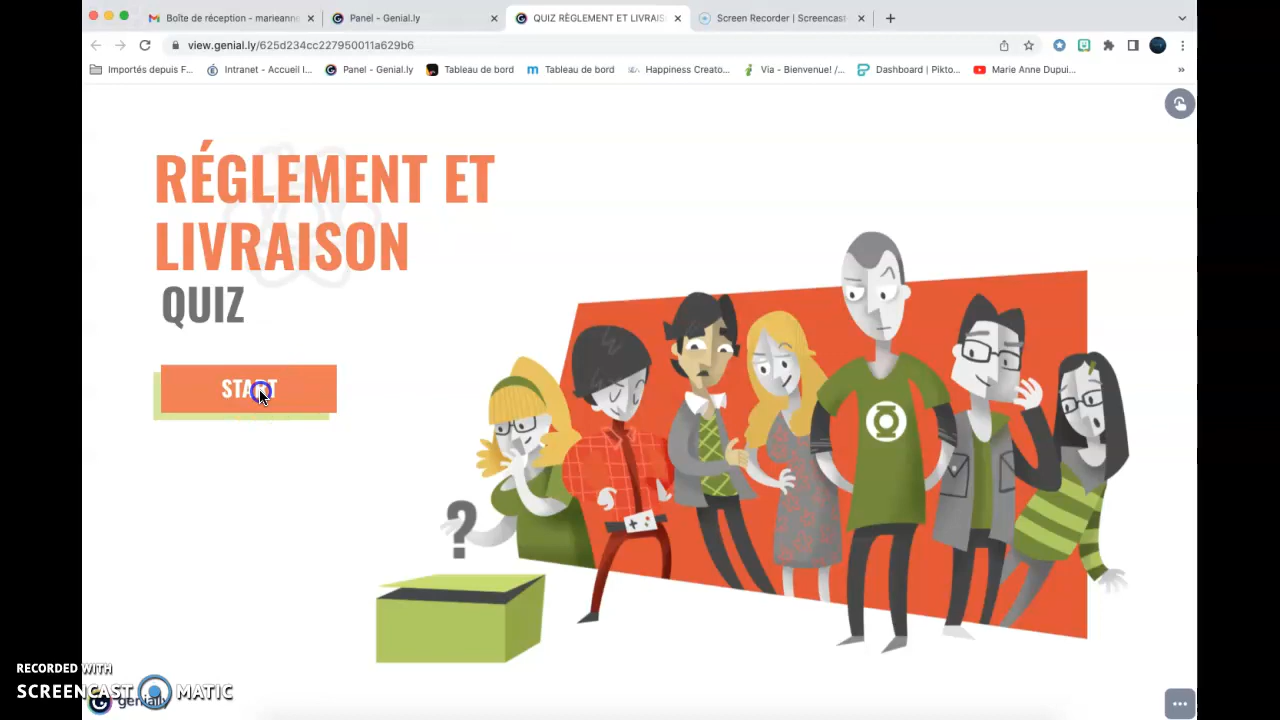 Boîte de réception - marieanne
Panel - Genial.ly
QUIZ RÈGLEMENT ET LIVRAIS
Screen Recorder | Screencast-
view.genial.ly/625d234cc227950011a629b6
Importés depuis F...
Intranet - Accueil I...
Panel - Genial.ly
Tableau de bord
Tableau de bord
Happiness Creato...
Via - Bienvenue! /...
Dashboard | Pikto...
Marie Anne Dupui...
»
RÉGLEMENT ET
LIVRAISON
QUIZ
START
?
RECORDED WITH
SCREENCAST MATIC
genially